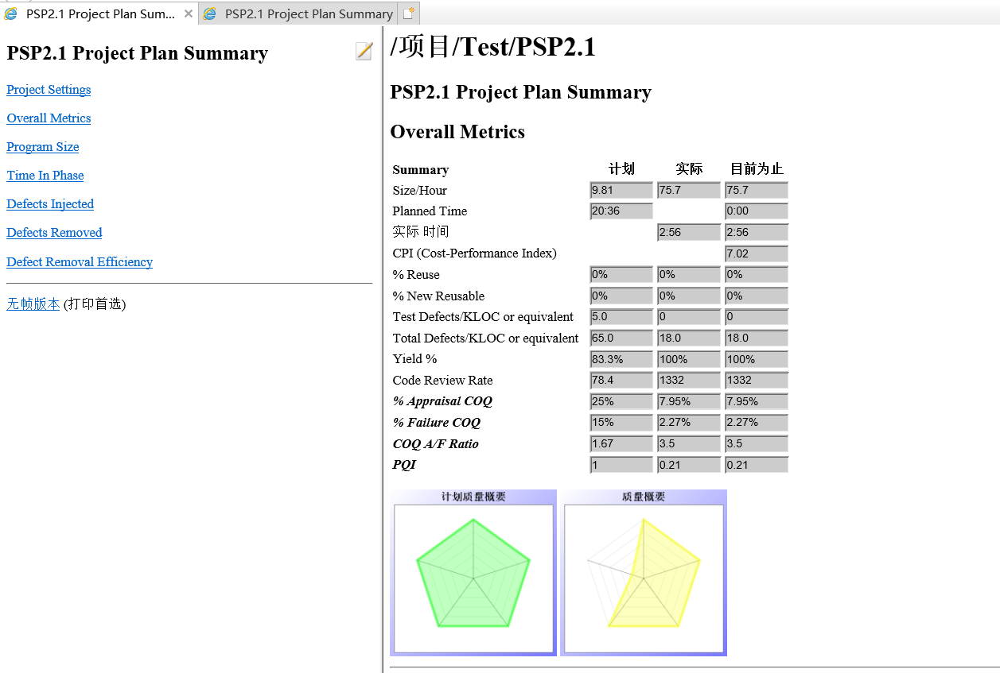 PSP2.1 Project Plan Sum... PSP2.1 Project Plan Summary
PSP2.1 Project Plan Summary
Project Settings
Overall Metrics
Program Size
Time In Phase
Defects Injected
Defects Removed
Defect Removal Efficiency
无帧版本 (打印首选)
/项目/Test/PSP2.1
PSP2.1 Project Plan Summary
Overall Metrics
Summary 计划 实际 目前为止
Size/Hour 9.81 75.7 75.7
Planned Time 20:36 0:00
实际 时间 2:56 2:56
CPI (Cost-Performance Index) 7.02
% Reuse 0% 0% 0%
% New Reusable 0% 0% 0%
Test Defects/KLOC or equivalent 5.0 0 0
Total Defects/KLOC or equivalent 65.0 18.0 18.0
Yield % 83.3% 100% 100%
Code Review Rate 78.4 1332 1332
% Appraisal COQ 25% 7.95% 7.95%
% Failure COQ 15% 2.27% 2.27%
COQ A/F Ratio 1.67 3.5 3.5
PQI 1 0.21 0.21
计划质量概要 质量概要